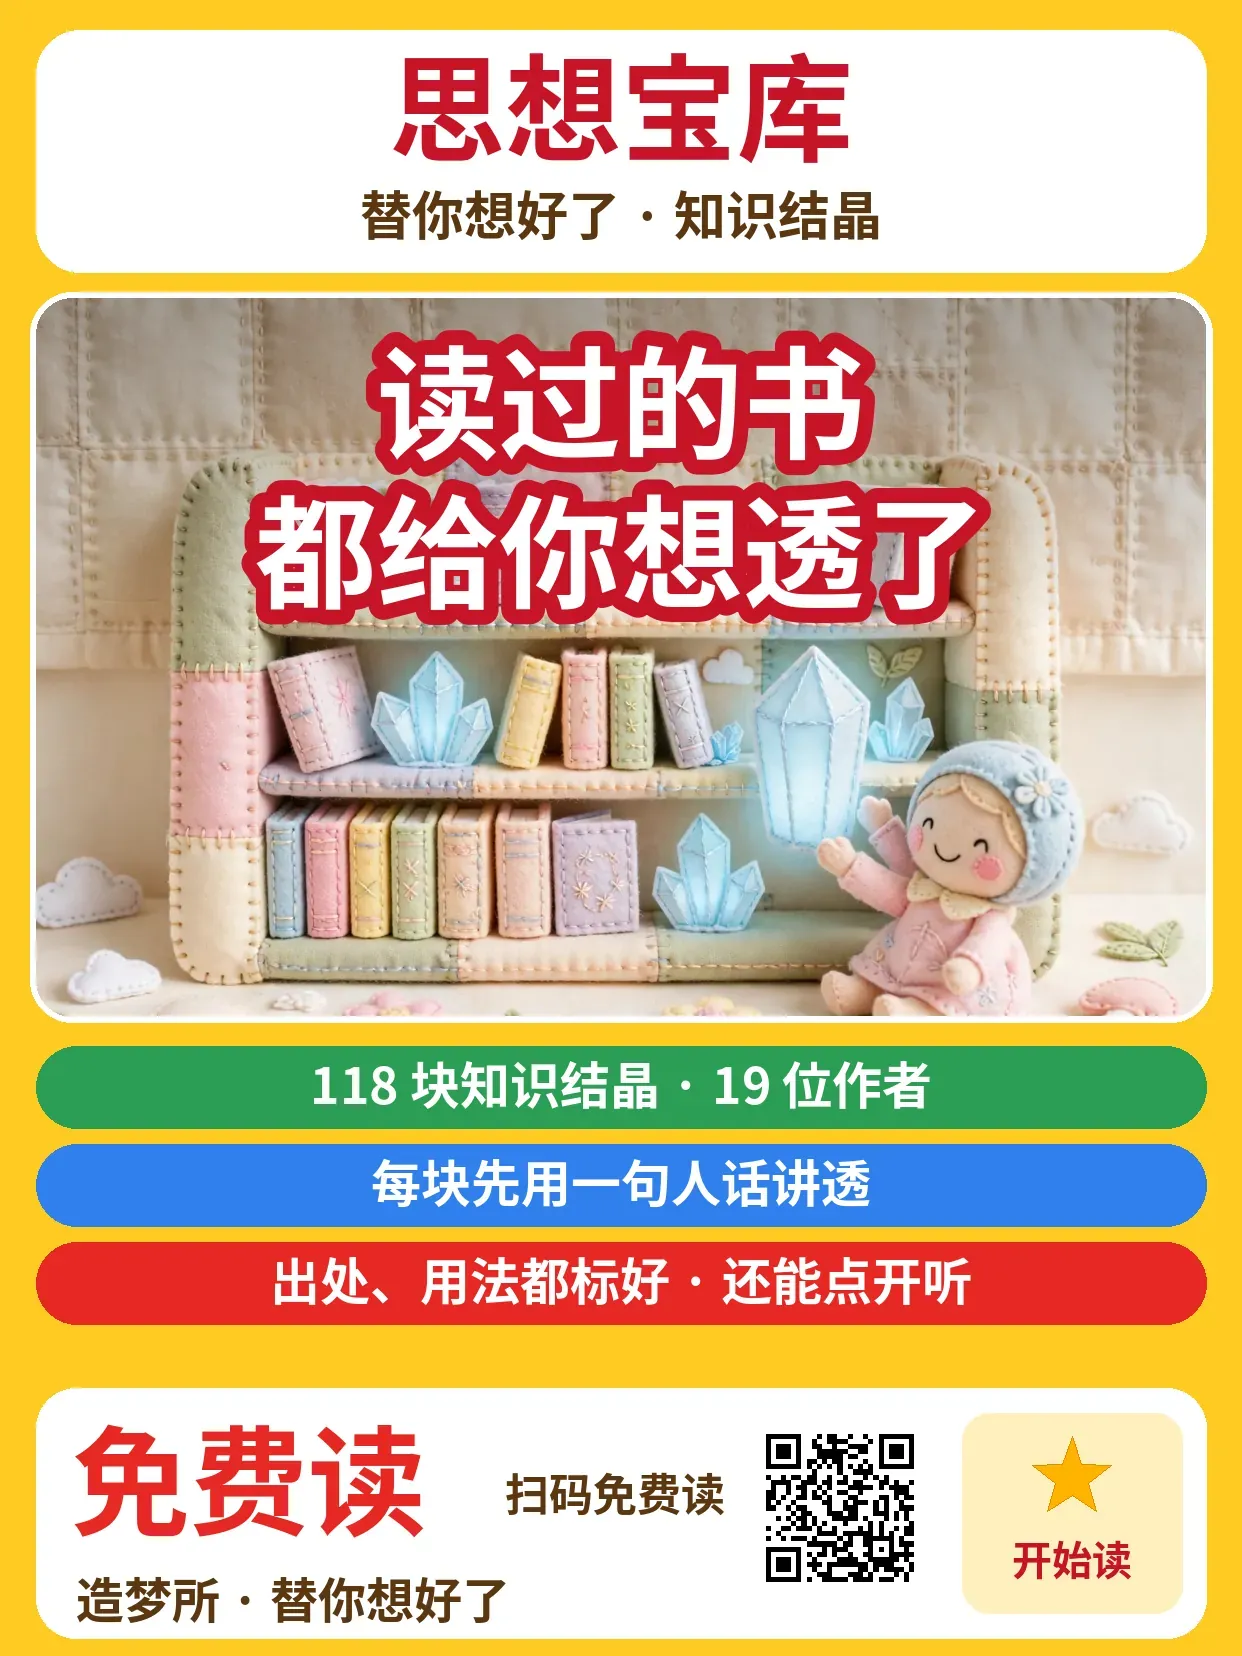 思想宝库
替你想好了 · 知识结晶
读过的书
都给你想透了
118 块知识结晶 · 19 位作者
每块先用一句人话讲透
出处、用法都标好 · 还能点开听
免费读
扫码免费读
开始读
造梦所 · 替你想好了